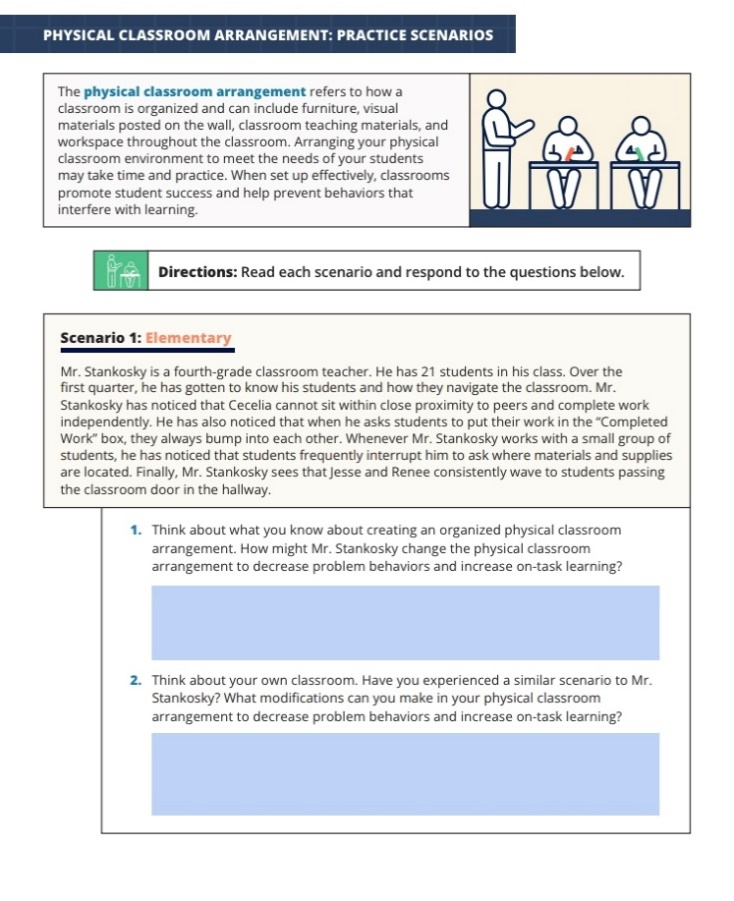 PHYSICAL CLASSROOM ARRANGEMENT: PRACTICE SCENARIOS
The physical classroom arrangement refers to how a
classroom is organized and can include furniture, visual
materials posted on the wall, classroom teaching materials, and
workspace throughout the classroom. Arranging your physical
classroom environment to meet the needs of your students
may take time and practice. When set up effectively, classrooms
promote student success and help prevent behaviors that
interfere with learning.
Directions: Read each scenario and respond to the questions below.
Scenario 1: Elementary
Mr. Stankosky is a fourth-grade classroom teacher. He has 21 students in his class. Over the
first quarter, he has gotten to know his students and how they navigate the classroom. Mr.
Stankosky has noticed that Cecelia cannot sit within close proximity to peers and complete work
independently. He has also noticed that when he asks students to put their work in the “Completed
Work” box, they always bump into each other. Whenever Mr. Stankosky works with a small group of
students, he has noticed that students frequently interrupt him to ask where materials and supplies
are located. Finally, Mr. Stankosky sees that Jesse and Renee consistently wave to students passing
the classroom door in the hallway.
1. Think about what you know about creating an organized physical classroom
arrangement. How might Mr. Stankosky change the physical classroom
arrangement to decrease problem behaviors and increase on-task learning?
2. Think about your own classroom. Have you experienced a similar scenario to Mr.
Stankosky? What modifications can you make in your physical classroom
arrangement to decrease problem behaviors and increase on-task learning?